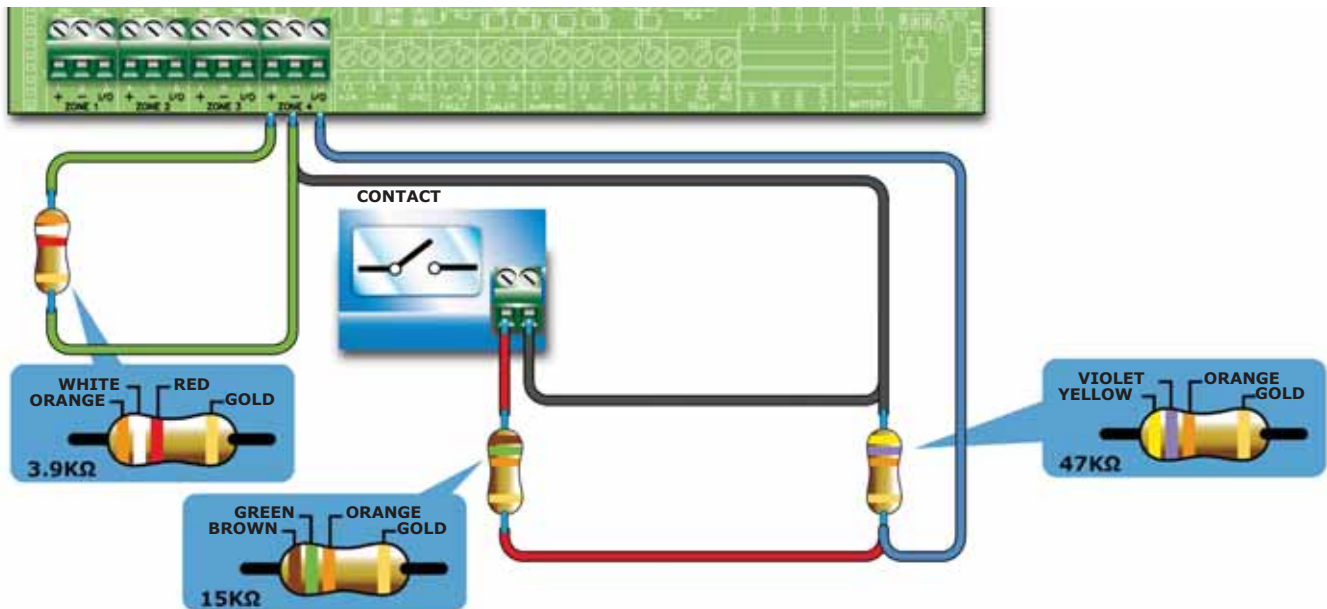 + − I/O + − I/O + − I/O + − I/O
ZONE 1 ZONE 2 ZONE 3 ZONE 4
BATTERY
CONTACT
WHITE RED
ORANGE GOLD
3.9KΩ
GREEN ORANGE
BROWN GOLD
15KΩ
VIOLET ORANGE
YELLOW GOLD
47KΩ